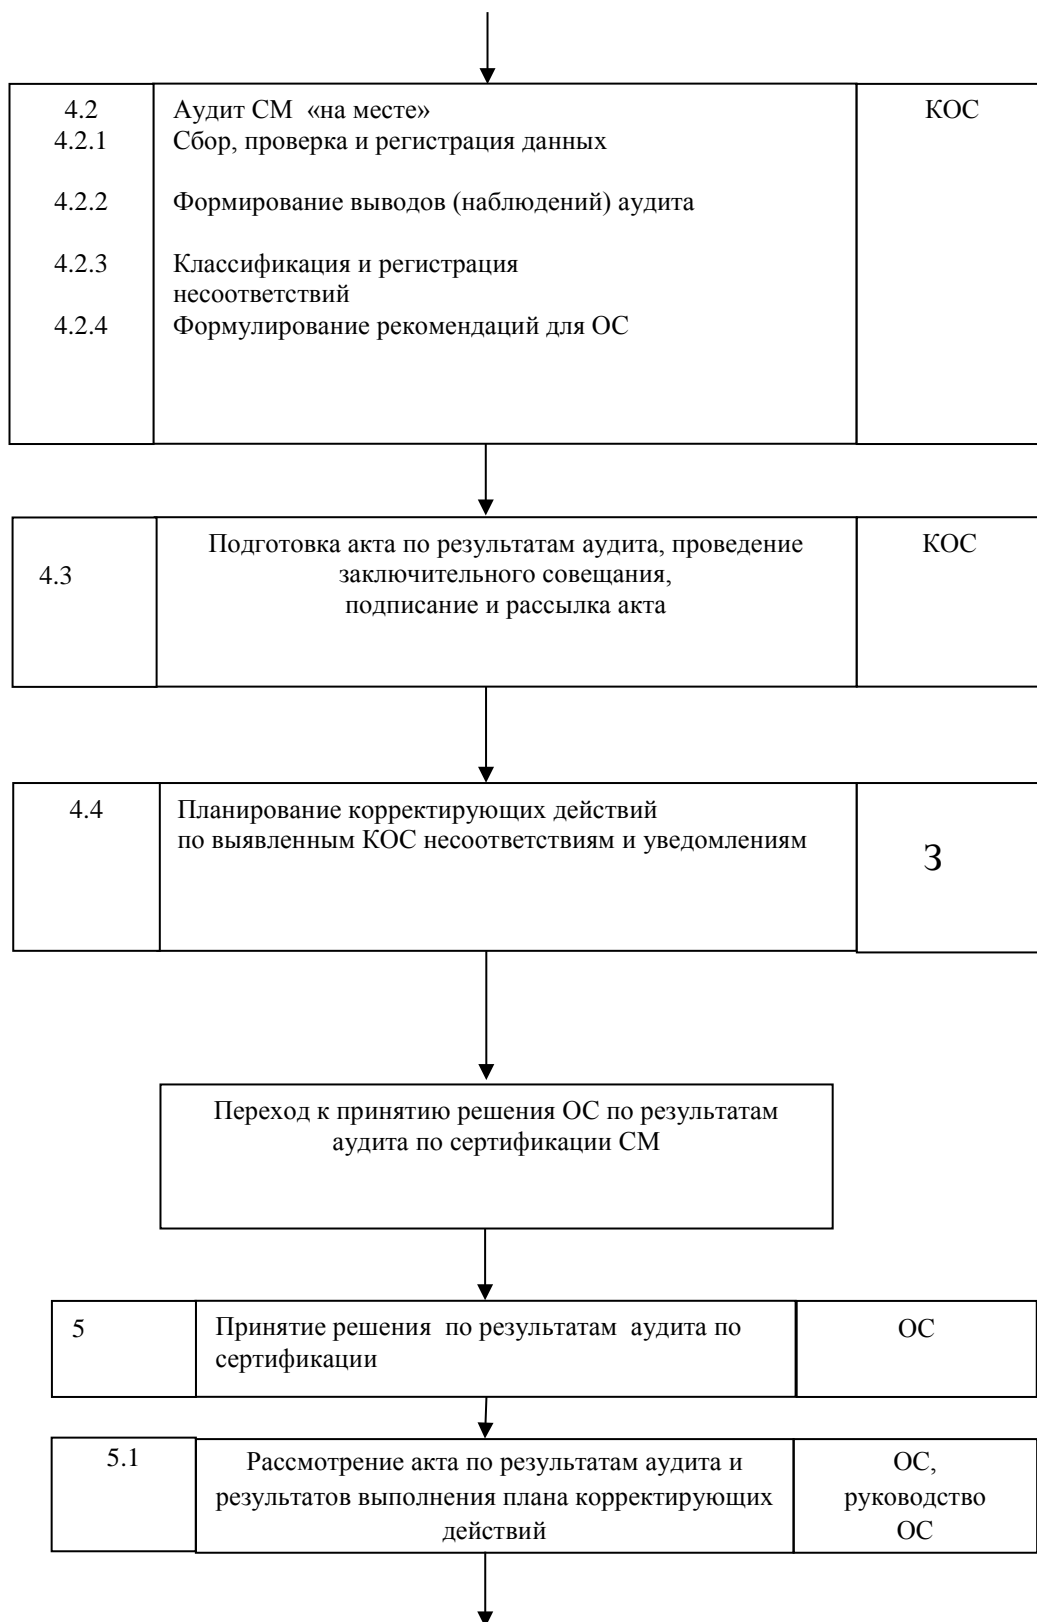 4.2 Аудит СМ «на месте» КОС
4.2.1 Сбор, проверка и регистрация данных
4.2.2 Формирование выводов (наблюдений) аудита
4.2.3 Классификация и регистрация
несоответствий
4.2.4 Формулирование рекомендаций для ОС
Подготовка акта по результатам аудита, проведение КОС
4.3 заключительного совещания,
подписание и рассылка акта
4.4 Планирование корректирующих действий
по выявленным КОС несоответствиям и уведомлениям
З
Переход к принятию решения ОС по результатам
аудита по сертификации СМ
5 Принятие решения по результатам аудита по ОС
сертификации
5.1 Рассмотрение акта по результатам аудита и ОС,
результатов выполнения плана корректирующих руководство
действий ОС